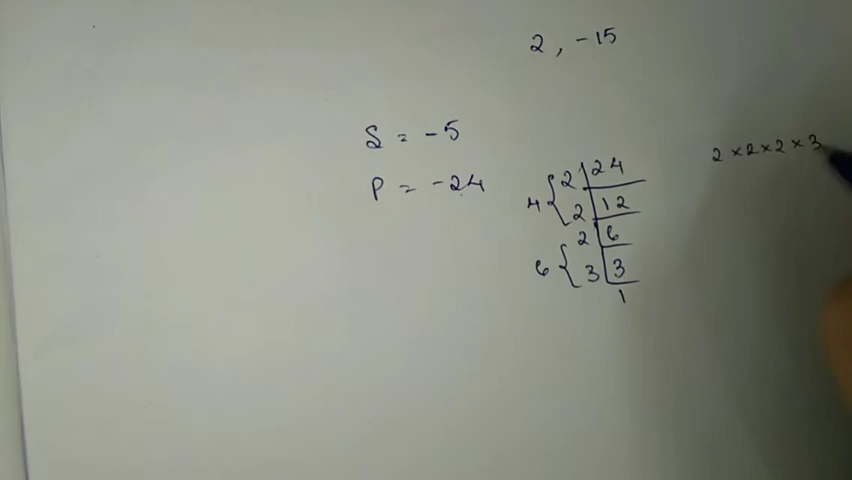 2, -15
S = -5
P = -24
2 × 2 × 2 × 3
2 | 24
4 { 2 | 12
2 | 6
6 { 3 | 3
1